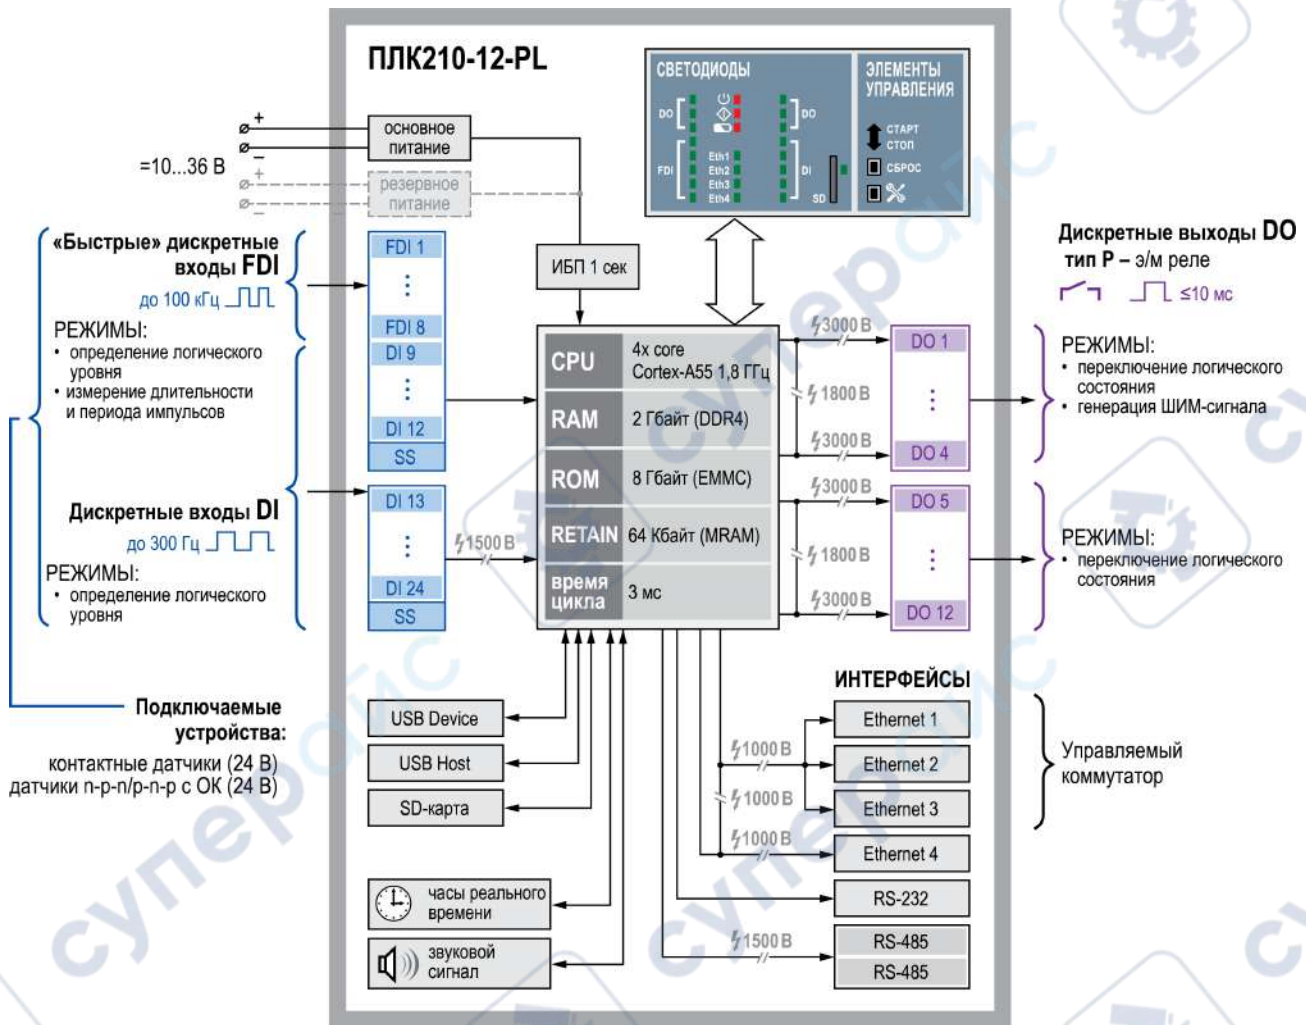 ПЛК210-12-PL
СВЕТОДИОДЫ
DO
DO
FDI
Eth1
Eth2
Eth3
Eth4
DI
SD
ЭЛЕМЕНТЫ
УПРАВЛЕНИЯ
СТАРТ
СТОП
СБРОС
+
=10...36 В
–
+
–
основное
питание
резервное
питание
ИБП 1 сек
«Быстрые» дискретные
входы FDI
до 100 кГц
РЕЖИМЫ:
• определение логического
уровня
• измерение длительности
и периода импульсов
Дискретные входы DI
до 300 Гц
РЕЖИМЫ:
• определение логического
уровня
Подключаемые
устройства:
контактные датчики (24 В)
датчики n-p-n/p-n-p с ОК (24 В)
FDI 1
FDI 8
DI 9
DI 12
SS
DI 13
DI 24
SS
1500 В
CPU
4x core
Cortex-A55 1,8 ГГц
RAM
2 Гбайт (DDR4)
ROM
8 Гбайт (EMMC)
RETAIN
64 Кбайт (MRAM)
время
цикла
3 мс
3000 В
1800 В
3000 В
3000 В
1800 В
3000 В
DO 1
DO 4
DO 5
DO 12
Дискретные выходы DO
тип Р – э/м реле
≤10 мс
РЕЖИМЫ:
• переключение логического
состояния
• генерация ШИМ-сигнала
РЕЖИМЫ:
• переключение логического
состояния
USB Device
USB Host
SD-карта
часы реального
времени
звуковой
сигнал
ИНТЕРФЕЙСЫ
Ethernet 1
Ethernet 2
Ethernet 3
Ethernet 4
RS-232
RS-485
RS-485
1000 В
1000 В
1000 В
1500 В
Управляемый
коммутатор
суперайс
суперайс
суперайс